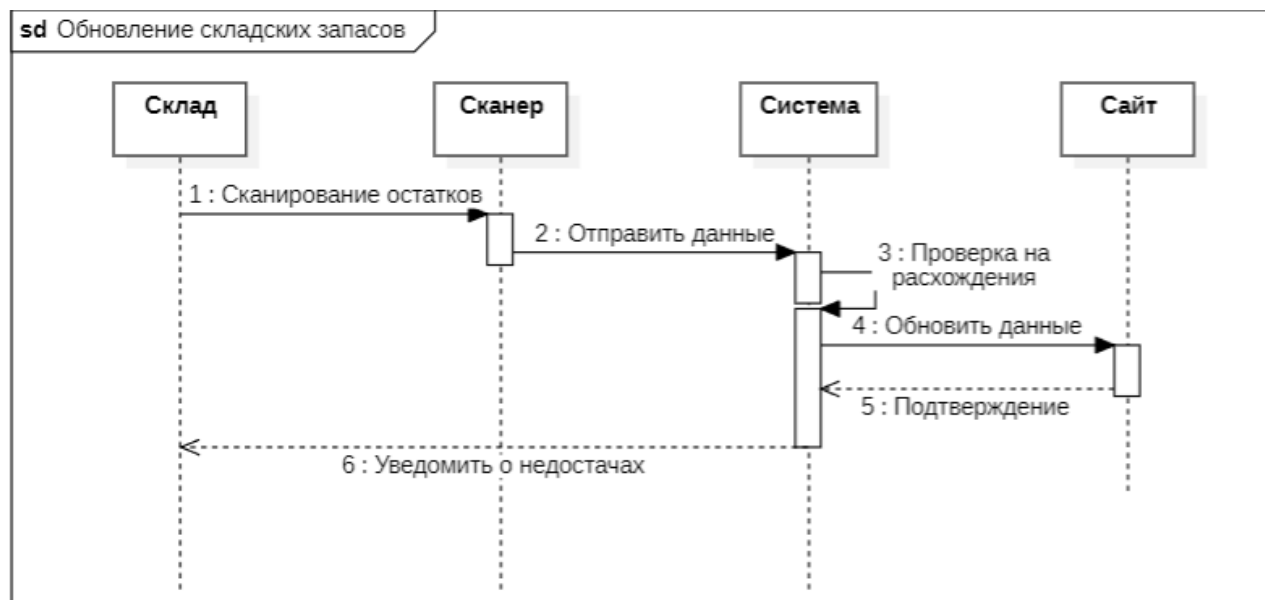 sd Обновление складских запасов
Склад
Сканер
Система
Сайт
1 : Сканирование остатков
2 : Отправить данные
3 : Проверка на
расхождения
4 : Обновить данные
5 : Подтверждение
6 : Уведомить о недостачах